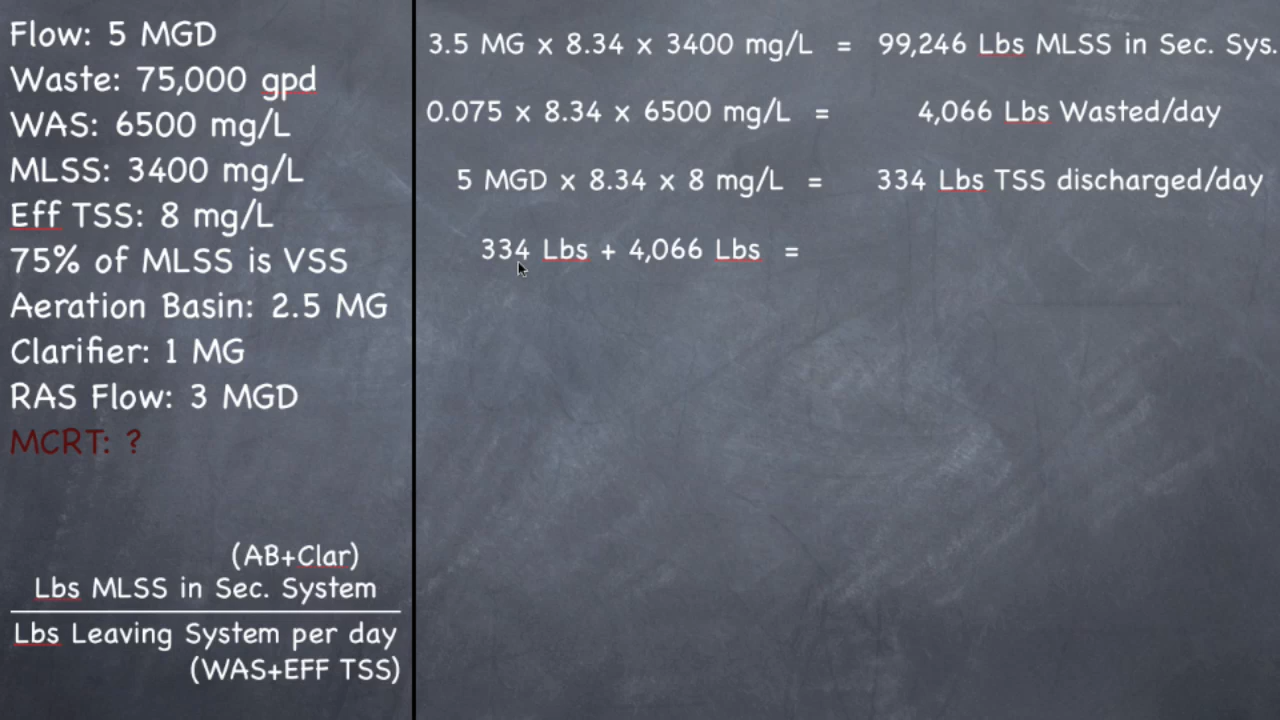 Flow: 5 MGD
Waste: 75,000 gpd
WAS: 6500 mg/L
MLSS: 3400 mg/L
Eff TSS: 8 mg/L
75% of MLSS is VSS
Aeration Basin: 2.5 MG
Clarifier: 1 MG
RAS Flow: 3 MGD
MCRT: ?
(AB+Clar)
Lbs MLSS in Sec. System
Lbs Leaving System per day
(WAS+EFF TSS)
3.5 MG x 8.34 x 3400 mg/L = 99,246 Lbs MLSS in Sec. Sys.
0.075 x 8.34 x 6500 mg/L = 4,066 Lbs Wasted/day
5 MGD x 8.34 x 8 mg/L = 334 Lbs TSS discharged/day
334 Lbs + 4,066 Lbs =